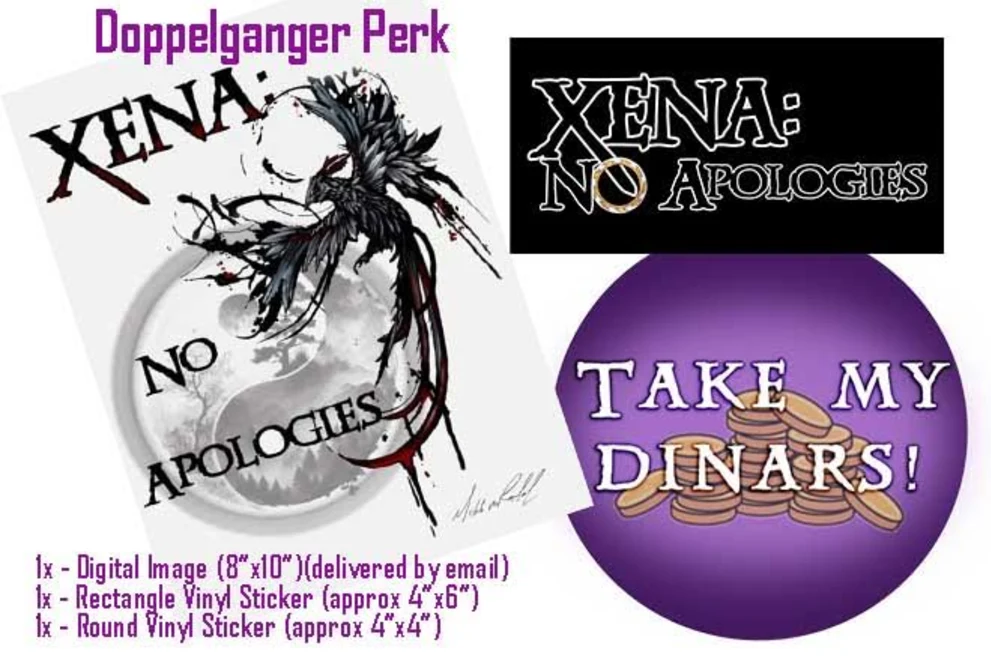 Doppelganger Perk
XENA:
NO
APOLOGIES
XENA:
NO APOLOGIES
TAKE MY
DINARS!
1x - Digital Image (8"x10")(delivered by email)
1x - Rectangle Vinyl Sticker (approx 4"x6")
1x - Round Vinyl Sticker (approx 4"x4")